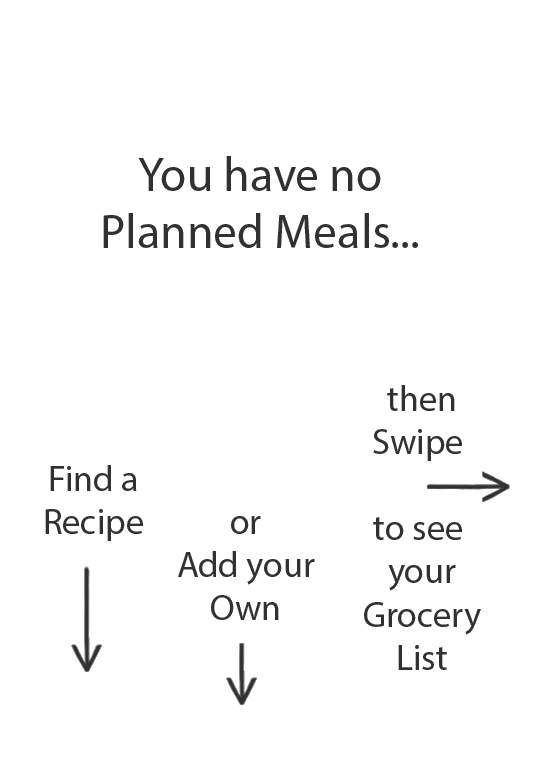 You have no
Planned Meals...
Find a
Recipe
or
Add your
Own
then
Swipe
to see
your
Grocery
List